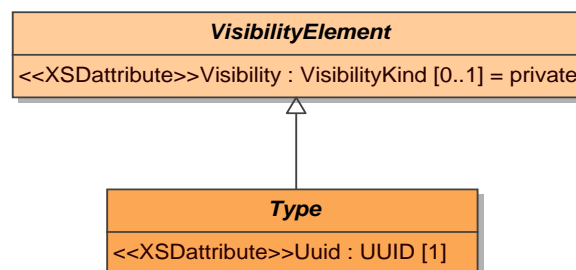 VisibilityElement
<<XSDattribute>>Visibility : VisibilityKind [0..1] = private
Type
<<XSDattribute>>Uuid : UUID [1]